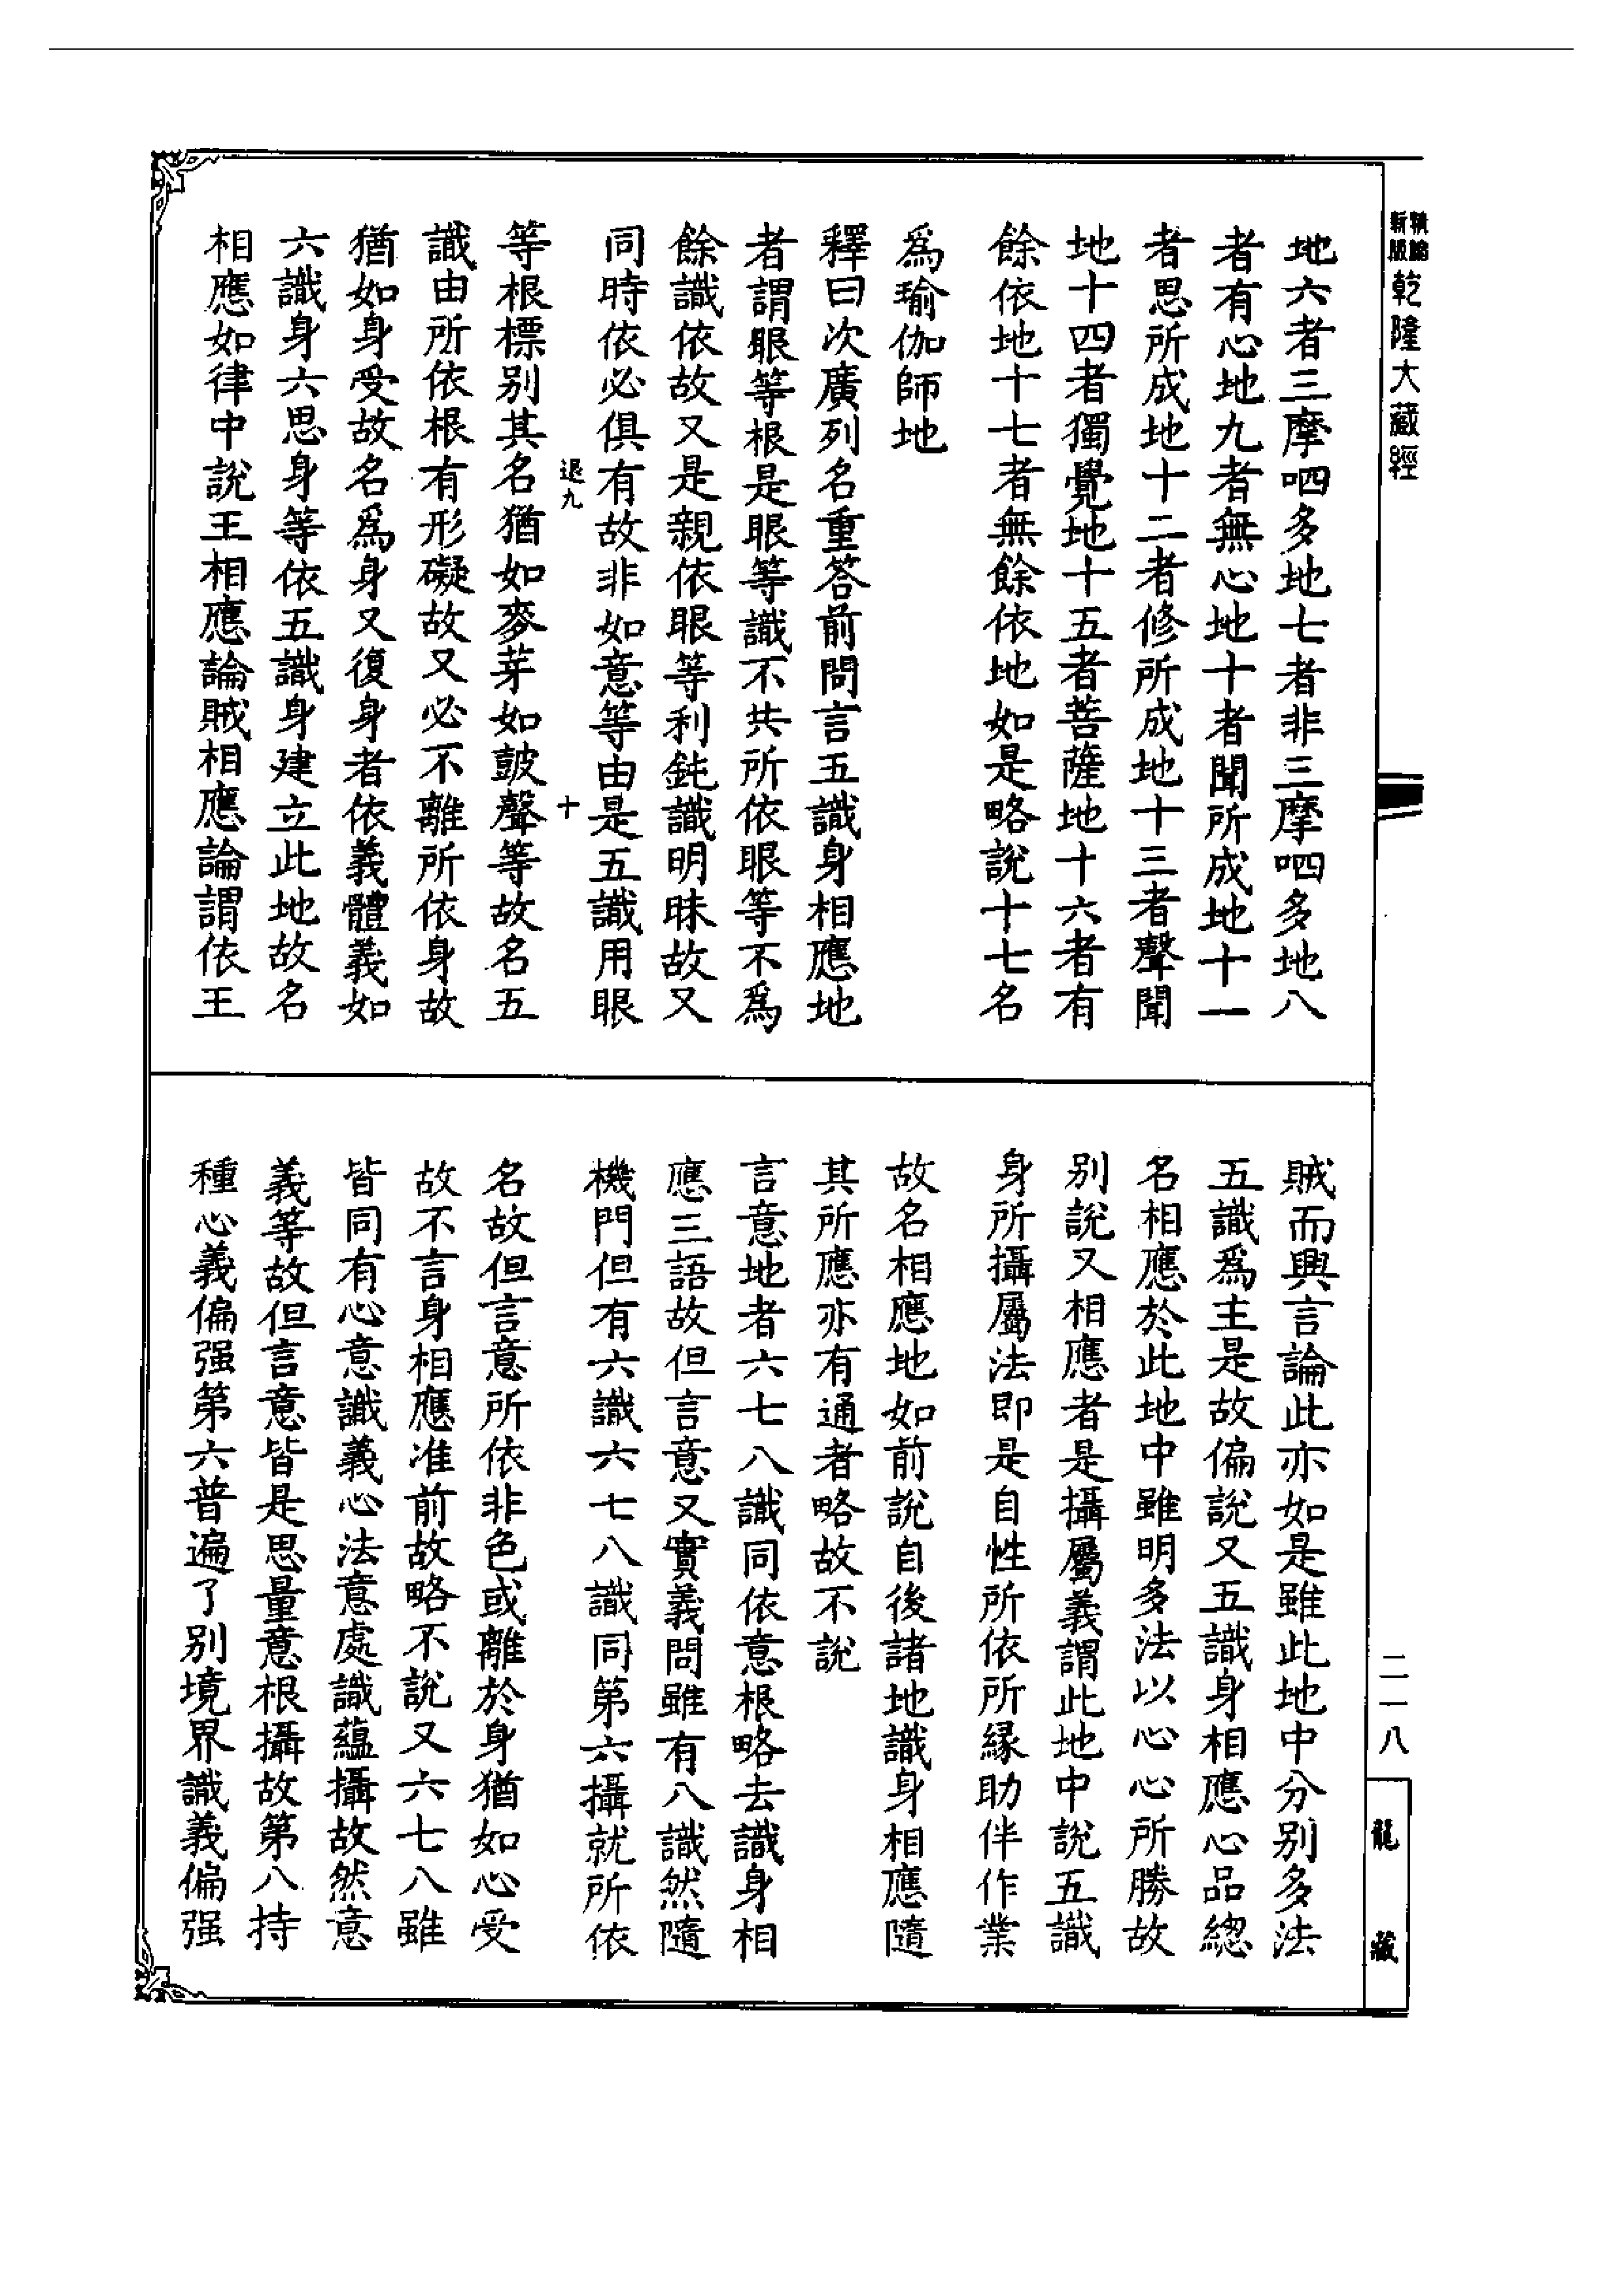 精縮
新版
乾隆大藏經
地六者三摩呬多地七者非三摩呬多地八
者有心地九者無心地十者聞所成地十一
者思所成地十二者修所成地十三者聲聞
地十四者獨覺地十五者菩薩地十六者有
餘依地十七者無餘依地如是略說十七名
爲瑜伽師地
釋曰次廣列名重答前問言五識身相應地
者謂眼等根是眼等識不共所依眼等不爲
餘識依故又是親依眼等利鈍識明昧故又
同時依必俱有故非如意等由是五識用眼
退九
十
等根標别其名猶如麥芽如鼓聲等故名五
識由所依根有形礙故又必不離所依身故
猶如身受故名爲身又復身者依義體義如
六識身六思身等依五識身建立此地故名
相應如律中說王相應論賊相應論謂依王
賊而興言論此亦如是雖此地中分别多法
五識爲主是故偏說又五識身相應心品緫
名相應於此地中雖明多法以心心所勝故
别說又相應者是攝屬義謂此地中說五識
身所攝屬法即是自性所依所緣助伴作業
故名相應地如前說自後諸地識身相應隨
其所應亦有通者略故不說
言意地者六七八識同依意根略去識身相
應三語故但言意又實義問雖有八識然隨
機門但有六識六七八識同第六攝就所依
名故但言意所依非色或離於身猶如心受
故不言身相應准前故略不說又六七八雖
皆同有心意識義心法意處識蘊攝故然意
義等故但言意皆是思量意根攝故第八持
種心義偏强第六普遍了别境界識義偏强
二一八
龍藏